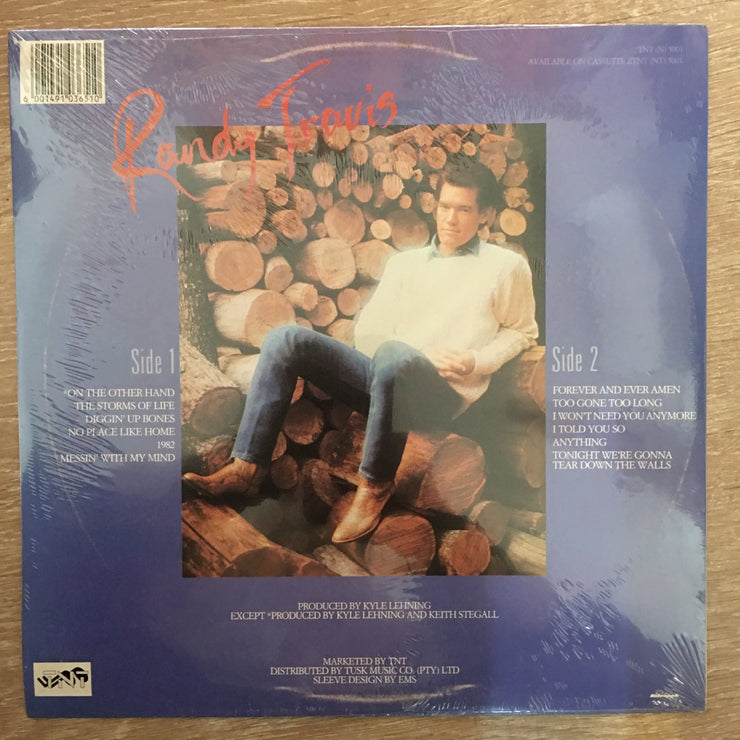 6 001491 036510
TNT (N) 5001
AVAILABLE ON CASSETTE ZTNT (NT) 5001
Randy Travis
Side 1
*ON THE OTHER HAND
THE STORMS OF LIFE
DIGGIN' UP BONES
NO PLACE LIKE HOME
1982
MESSIN' WITH MY MIND
Side 2
FOREVER AND EVER AMEN
TOO GONE TOO LONG
I WON'T NEED YOU ANYMORE
I TOLD YOU SO
ANYTHING
TONIGHT WE'RE GONNA
TEAR DOWN THE WALLS
PRODUCED BY KYLE LEHNING
EXCEPT *PRODUCED BY KYLE LEHNING AND KEITH STEGALL
MARKETED BY TNT
DISTRIBUTED BY TUSK MUSIC CO. (PTY) LTD
SLEEVE DESIGN BY EMS
TNT